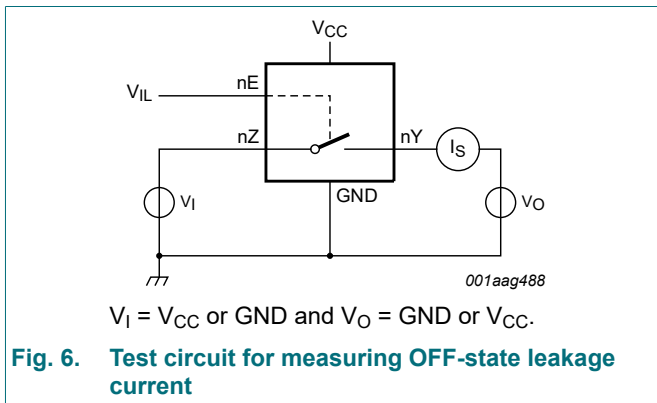 VCC
VIL
nE
nZ
nY
IS
VI
GND
VO
001aag488
VI = VCC or GND and VO = GND or VCC.
Fig. 6. Test circuit for measuring OFF-state leakage
current